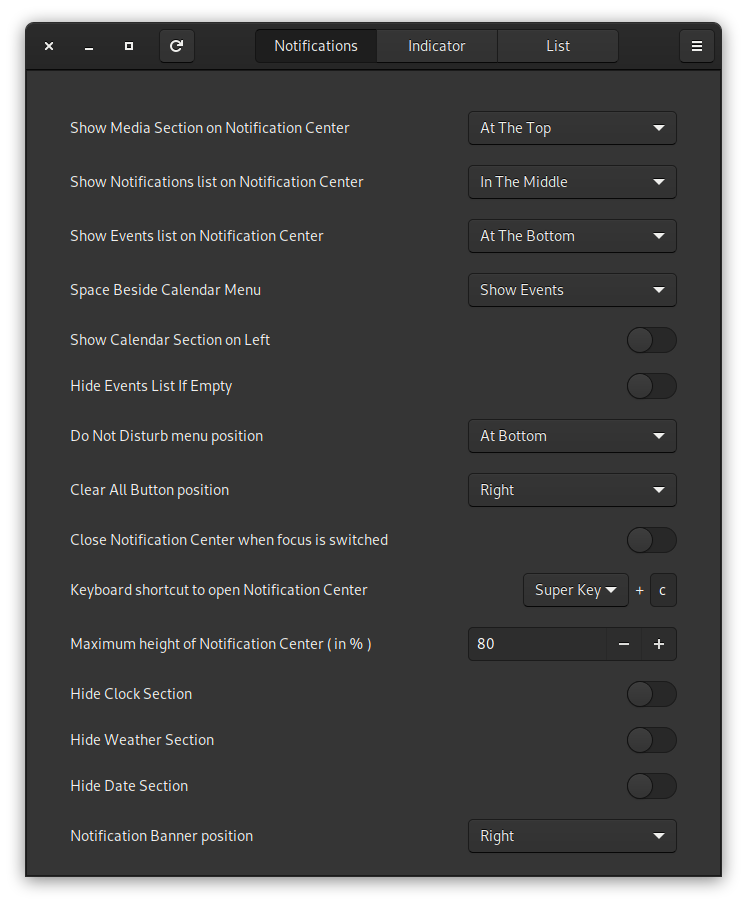 Notifications Indicator List
Show Media Section on Notification Center At The Top
Show Notifications list on Notification Center In The Middle
Show Events list on Notification Center At The Bottom
Space Beside Calendar Menu Show Events
Show Calendar Section on Left
Hide Events List If Empty
Do Not Disturb menu position At Bottom
Clear All Button position Right
Close Notification Center when focus is switched
Keyboard shortcut to open Notification Center Super Key + c
Maximum height of Notification Center ( in % ) 80 − +
Hide Clock Section
Hide Weather Section
Hide Date Section
Notification Banner position Right